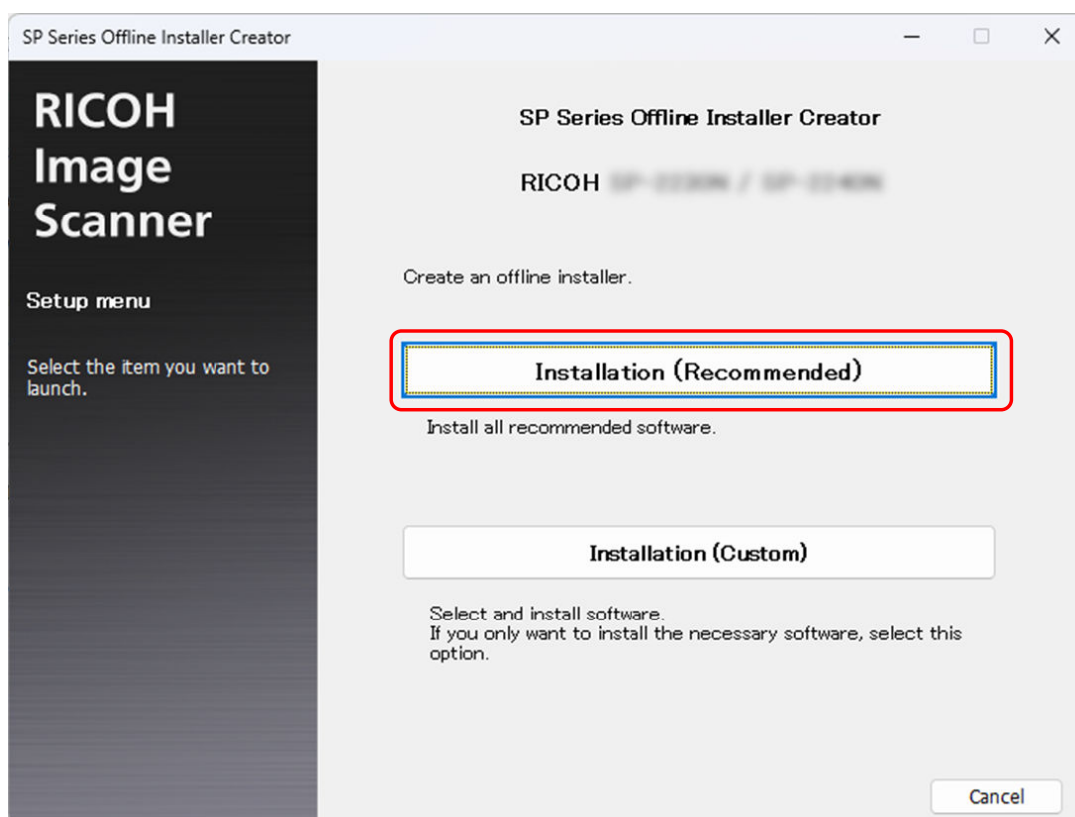 SP Series Offline Installer Creator
RICOH
Image
Scanner
Setup menu
Select the item you want to
launch.
SP Series Offline Installer Creator
RICOH
Create an offline installer.
Installation (Recommended)
Install all recommended software.
Installation (Custom)
Select and install software.
If you only want to install the necessary software, select this
option.
Cancel